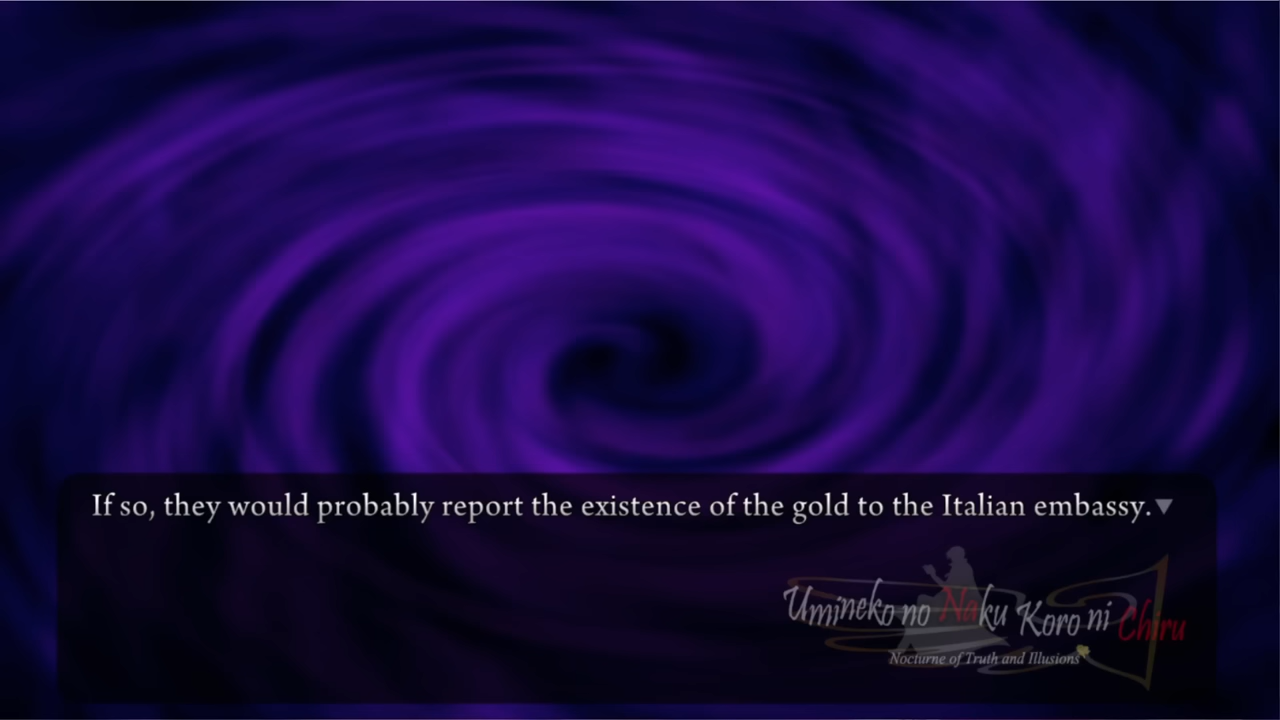 If so, they would probably report the existence of the gold to the Italian embassy.
Umineko no Naku Koro ni Chiru
Nocturne of Truth and Illusions